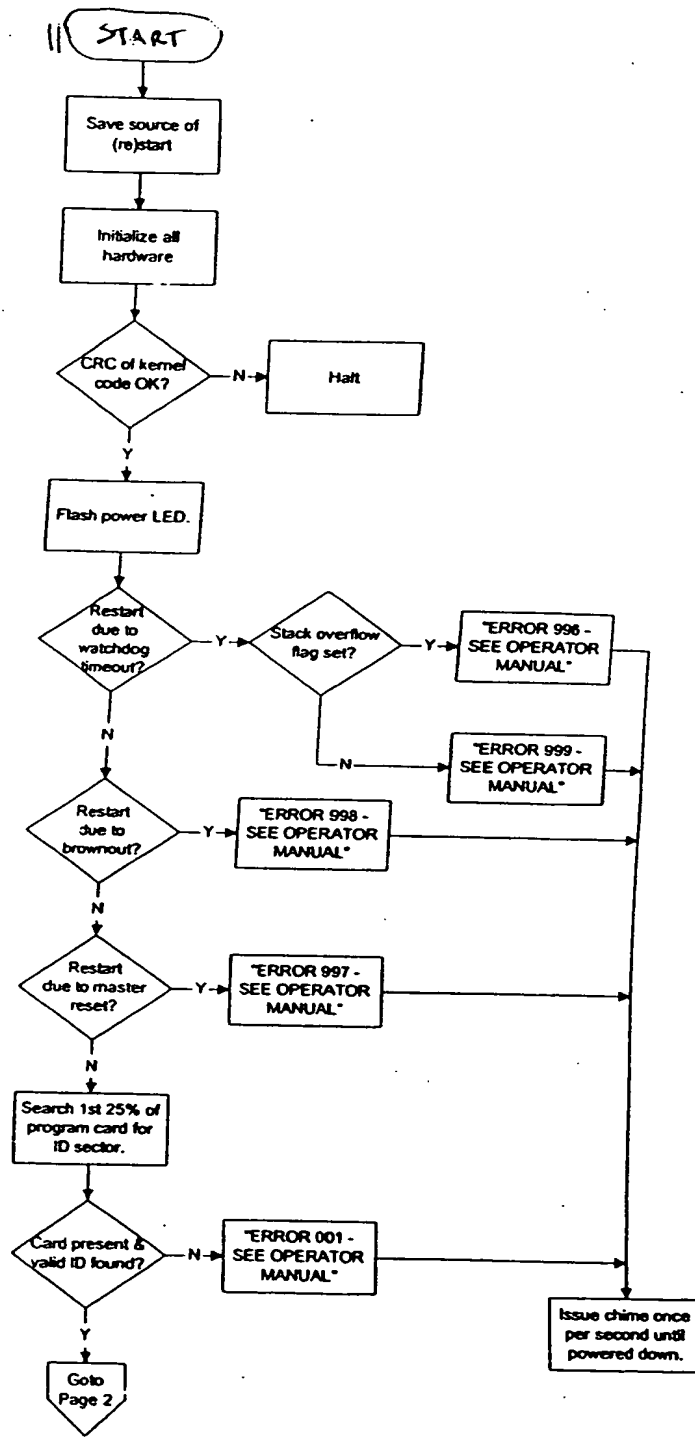 11 START
Save source of
(re)start
Initialize all
hardware
CRC of kernel
code OK?
N
Halt
Y
Flash power LED.
Restart
due to
watchdog
timeout?
Y
Stack overflow
flag set?
Y
"ERROR 996 -
SEE OPERATOR
MANUAL"
N
N
"ERROR 999 -
SEE OPERATOR
MANUAL"
Restart
due to
brownout?
Y
"ERROR 998 -
SEE OPERATOR
MANUAL"
N
Restart
due to master
reset?
Y
"ERROR 997 -
SEE OPERATOR
MANUAL"
N
Search 1st 25% of
program card for
ID sector.
Card present &
valid ID found?
N
"ERROR 001 -
SEE OPERATOR
MANUAL"
Y
Goto
Page 2
Issue chime once
per second until
powered down.